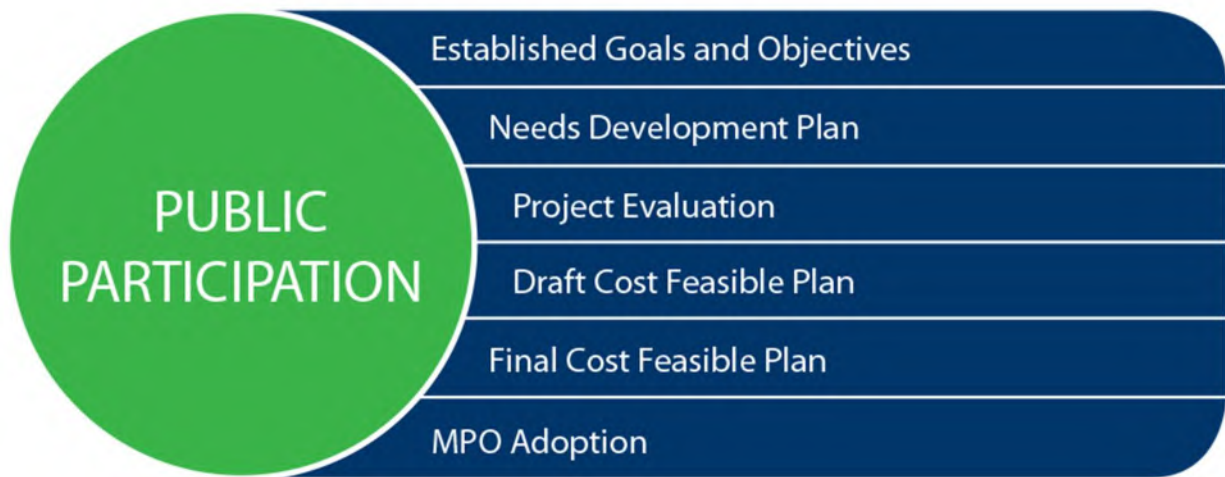 PUBLIC
PARTICIPATION
Established Goals and Objectives
Needs Development Plan
Project Evaluation
Draft Cost Feasible Plan
Final Cost Feasible Plan
MPO Adoption